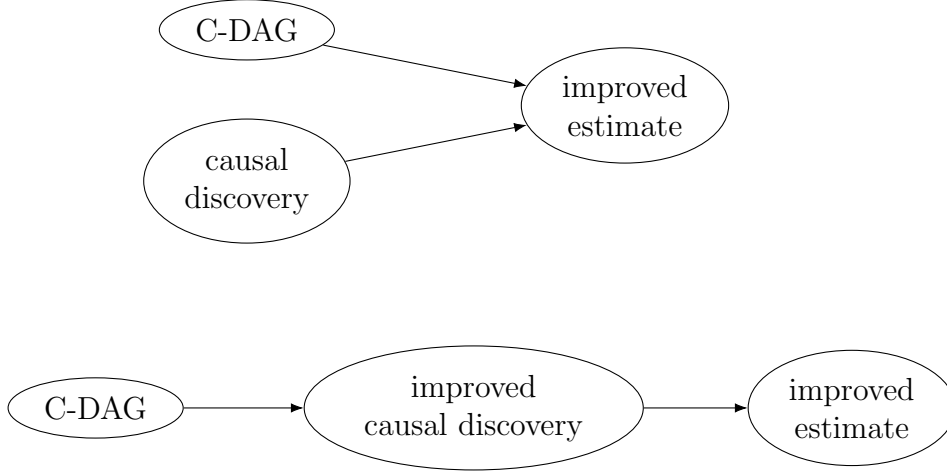 C-DAG
improved
estimate
causal
discovery
C-DAG
improved
causal discovery
improved
estimate